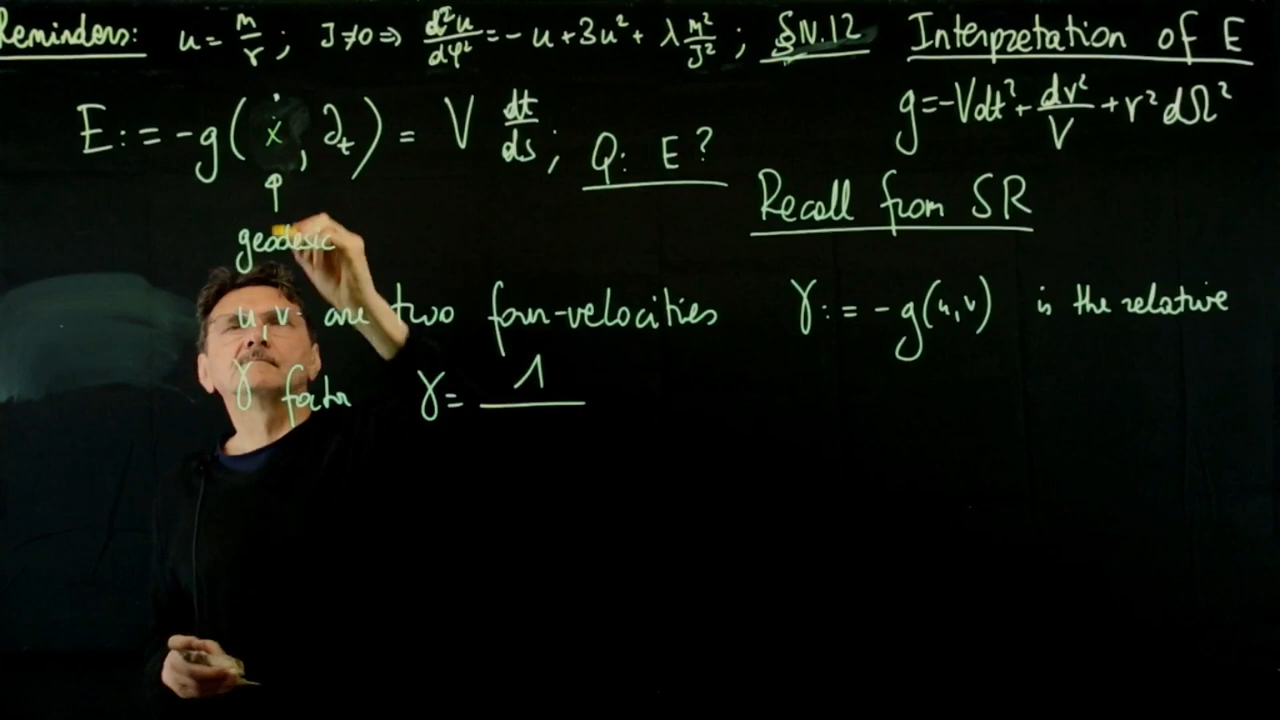 Reminders: u = m/r ; J ≠ 0 ⇒ d²u/dφ² = -u + 3u² + λ m²/J² ; §IV.12 Interpretation of E
g = -Vdt² + dr²/V + r² dΩ²
E := -g(ẋ, ∂t) = V dt/ds ; Q: E?
↑
geodesic
Recall from SR
u, v are two four-velocities γ := -g(u,v) is the relative
γ factor γ = 1/